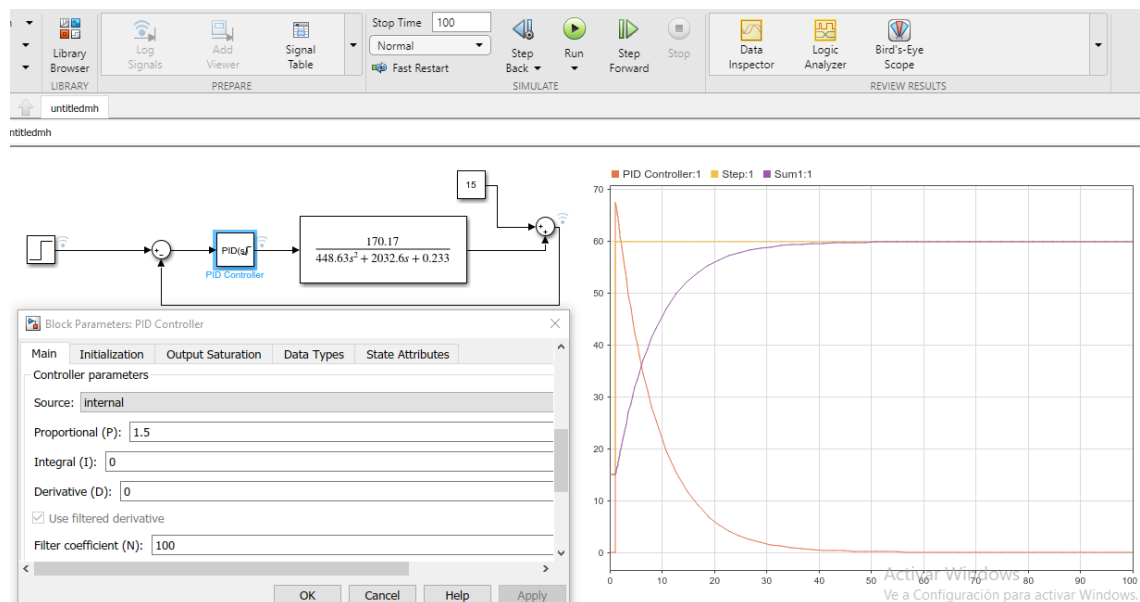 Stop Time 100
Normal
Fast Restart
Library Browser
Log Signals
Add Viewer
Signal Table
Step Back
Run
Step Forward
Stop
Data Inspector
Logic Analyzer
Bird's-Eye Scope
LIBRARY
PREPARE
SIMULATE
REVIEW RESULTS
untitledmh
ntitledmh
PID Controller:1 Step:1 Sum1:1
15
PID(s)
PID Controller
170.17
448.63s² + 2032.6s + 0.233
Block Parameters: PID Controller
Main Initialization Output Saturation Data Types State Attributes
Controller parameters
Source: internal
Proportional (P): 1.5
Integral (I): 0
Derivative (D): 0
Use filtered derivative
Filter coefficient (N): 100
OK Cancel Help Apply
70
60
50
40
30
20
10
0
0 10 20 30 40 50 60 70 80 90 100
Activar Windows
Ve a Configuración para activar Windows.